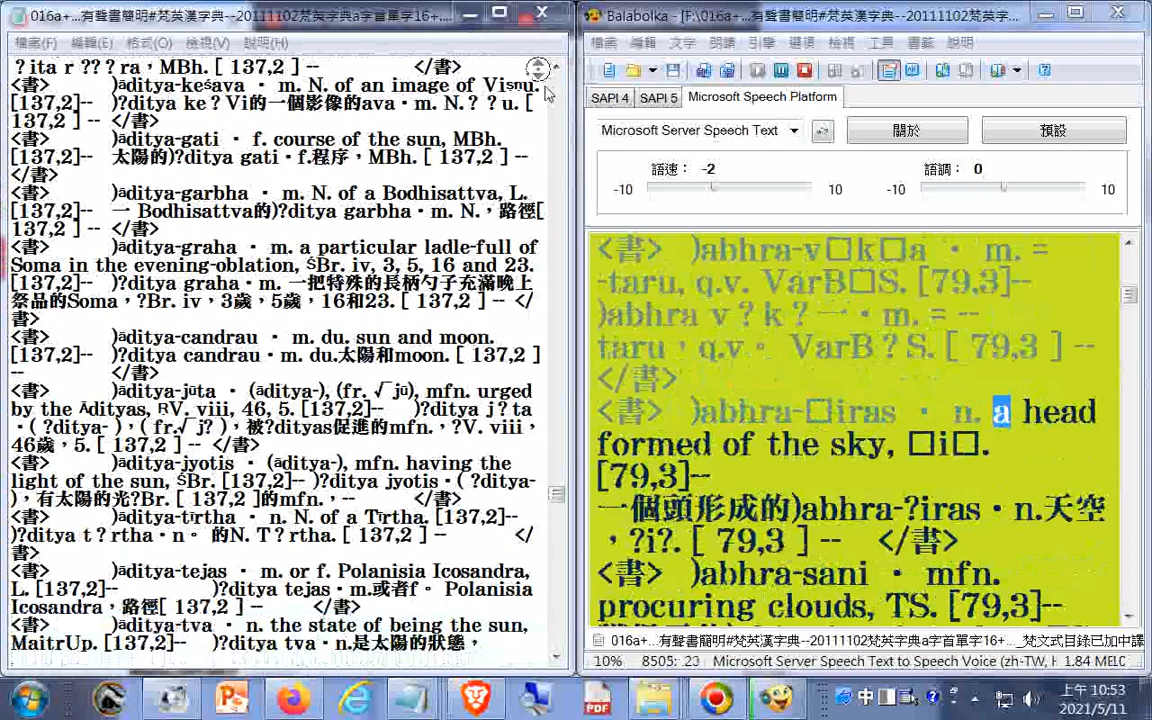 016a+...有聲書簡明#梵英漢字典--20111102梵英字典a字首單字16+...
檔案(F) 編輯(E) 格式(O) 檢視(V) 說明(H)
?ita r ???ra，MBh. [ 137,2 ] -- </書>
<書> )āditya-keśava · m. N. of an image of Visṇu.
[137,2]-- )?ditya ke?Vi的一個影像的ava·m. N.??u. [
137,2 ] -- </書>
<書> )āditya-gati · f. course of the sun, MBh.
[137,2]-- 太陽的)?ditya gati·f.程序，MBh. [ 137,2 ] --
</書>
<書> )āditya-garbha · m. N. of a Bodhisattva, L.
[137,2]-- 一 Bodhisattva的)?ditya garbha·m. N.，路徑[
137,2 ] -- </書>
<書> )āditya-graha · m. a particular ladle-full of
Soma in the evening-oblation, ŚBr. iv, 3, 5, 16 and 23.
[137,2]-- )?ditya graha·m. 一把特殊的長柄勺子充滿晚上
祭品的Soma，?Br. iv，3歲，5歲，16和23. [ 137,2 ] -- </
書>
<書> )āditya-candrau · m. du. sun and moon.
[137,2]-- )?ditya candrau·m. du.太陽和moon. [ 137,2 ]
-- </書>
<書> )āditya-jūta · (āditya-), (fr. √jū), mfn. urged
by the Ādityas, RV. viii, 46, 5. [137,2]-- )?ditya j?ta
·( ?ditya- )，( fr.√ j? )，被?dityas促進的mfn.，?V. viii，
46歲，5. [ 137,2 ] -- </書>
<書> )āditya-jyotis · (āditya-), mfn. having the
light of the sun, ŚBr. [137,2]-- )?ditya jyotis·( ?ditya-
)，有太陽的光?Br. [ 137,2 ]的mfn.，-- </書>
<書> )āditya-tīrtha · n. N. of a Tīrtha. [137,2]--
)?ditya t?rtha·n。 的N. T?rtha. [ 137,2 ] -- </
書>
<書> )āditya-tejas · m. or f. Polanisia Icosandra,
L. [137,2]-- )?ditya tejas·m.或者f。 Polanisia
Icosandra，路徑[ 137,2 ] -- </書>
<書> )āditya-tva · n. the state of being the sun,
MaitrUp. [137,2]-- )?ditya tva·n.是太陽的狀態，
Balabolka - [F:\016a+...有聲書簡明#梵英漢字典--20111102梵英字...
檔案 編輯 文字 朗讀 引擎 選項 檢視 工具 書籤 說明
SAPI 4 SAPI 5 Microsoft Speech Platform
Microsoft Server Speech Text 關於 預設
語速： -2 語調： 0
-10 10 -10 10
<書> )abhra-v□k□a · m. =
-taru, q.v. VarB□S. [79,3]--
)abhra v?k?一·m. = --
taru，q.v。 VarB?S. [ 79,3 ] --
</書>
<書> )abhra-□iras · n. a head
formed of the sky, □i□.
[79,3]--
一個頭形成的)abhra-?iras·n.天空
，?i?. [ 79,3 ] -- </書>
<書> )abhra-sani · mfn.
procuring clouds, TS. [79,3]--
016a+...有聲書簡明#梵英漢字典--20111102梵英字典a字首單字16+..._梵文式目錄已加中譯
10% 8505: 23 Microsoft Server Speech Text to Speech Voice (zh-TW, H 1.84 MELC
中
上午 10:53
2021/5/11